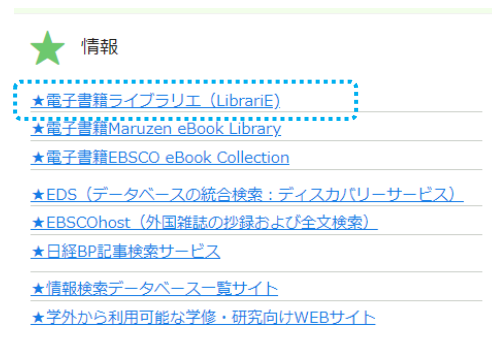 情報
★電子書籍ライブラリエ（LibrariE)
★電子書籍Maruzen eBook Library
★電子書籍EBSCO eBook Collection
★EDS（データベースの統合検索：ディスカバリーサービス）
★EBSCOhost（外国雑誌の抄録および全文検索）
★日経BP記事検索サービス
★情報検索データベース一覧サイト
★学外から利用可能な学修・研究向けWEBサイト